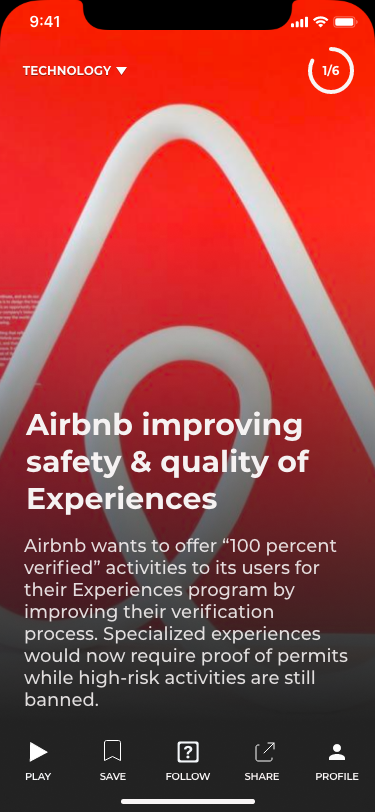 9:41
TECHNOLOGY
1/6
Airbnb improving
safety & quality of
Experiences
Airbnb wants to offer “100 percent
verified” activities to its users for
their Experiences program by
improving their verification
process. Specialized experiences
would now require proof of permits
while high-risk activities are still
banned.
?
PLAY SAVE FOLLOW SHARE PROFILE